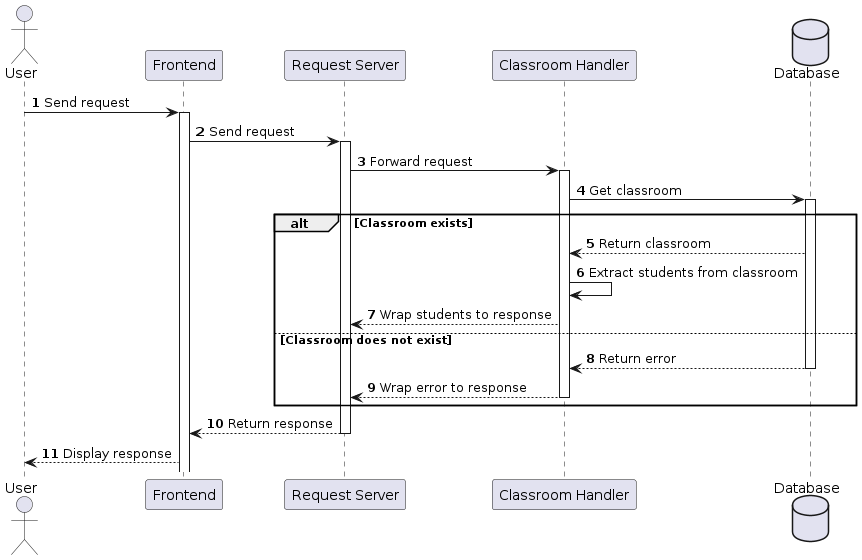 User
Frontend
Request Server
Classroom Handler
Database
1 Send request
2 Send request
3 Forward request
4 Get classroom
alt [Classroom exists]
5 Return classroom
6 Extract students from classroom
7 Wrap students to response
[Classroom does not exist]
8 Return error
9 Wrap error to response
10 Return response
11 Display response
User
Frontend
Request Server
Classroom Handler
Database